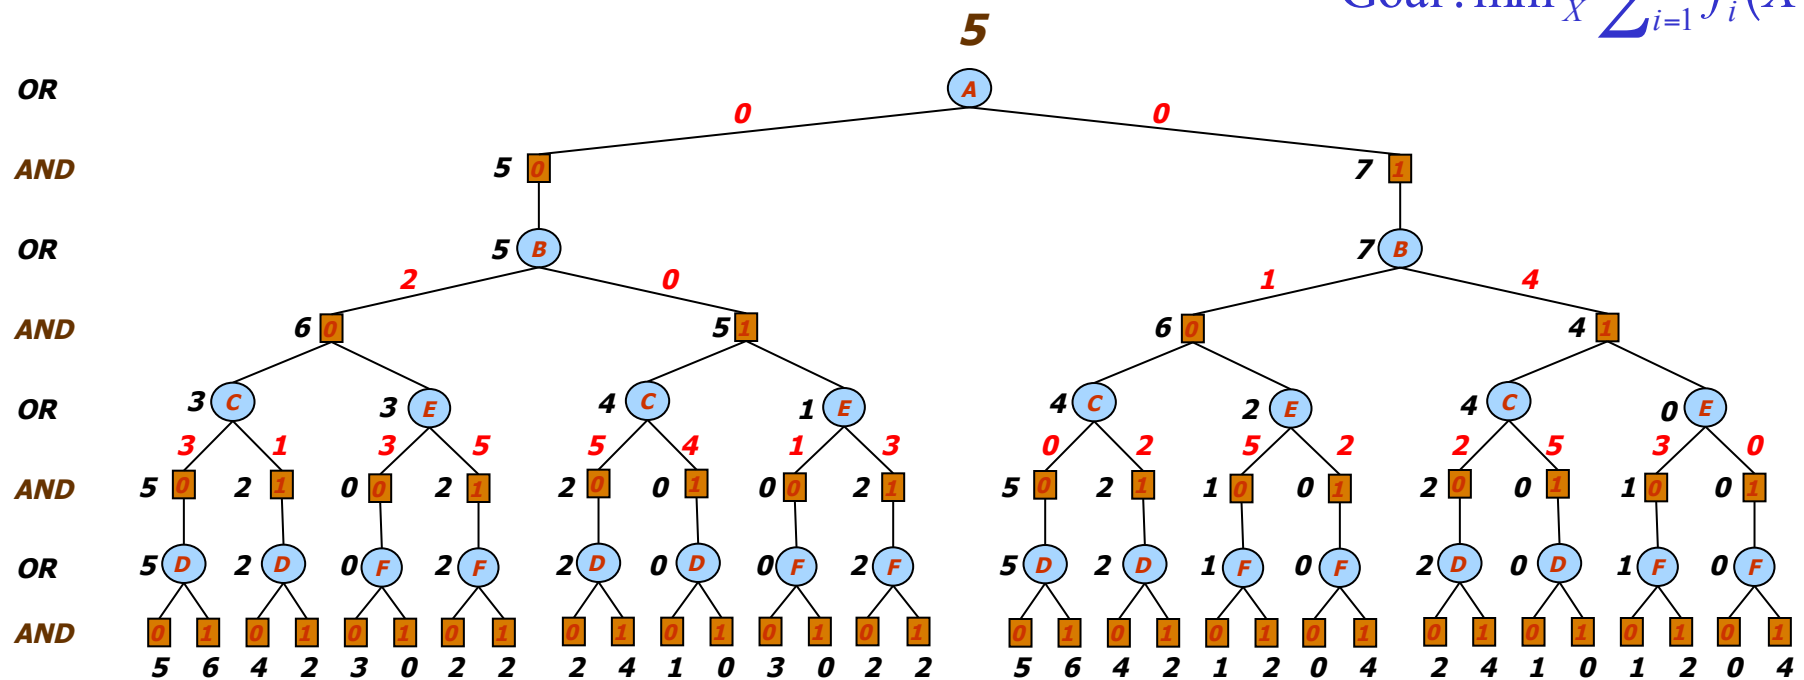 Goal : min X ∑ i=1 f i (X
5
OR A
0 0
AND 5 0 7 1
OR 5 B 7 B
2 0 1 4
AND 6 0 5 1 6 0 4 1
OR 3 C 3 E 4 C 1 E 4 C 2 E 4 C 0 E
3 1 3 5 5 4 1 3 0 2 5 2 2 5 3 0
AND 5 0 2 1 0 0 2 1 2 0 0 1 0 0 2 1 5 0 2 1 1 0 0 1 2 0 0 1 1 0 0 1
OR 5 D 2 D 0 F 2 F 2 D 0 D 0 F 2 F 5 D 2 D 1 F 0 F 2 D 0 D 1 F 0 F
AND 0 1 0 1 0 1 0 1 0 1 0 1 0 1 0 1 0 1 0 1 0 1 0 1 0 1 0 1 0 1 0 1
5 6 4 2 3 0 2 2 2 4 1 0 3 0 2 2 5 6 4 2 1 2 0 4 2 4 1 0 1 2 0 4